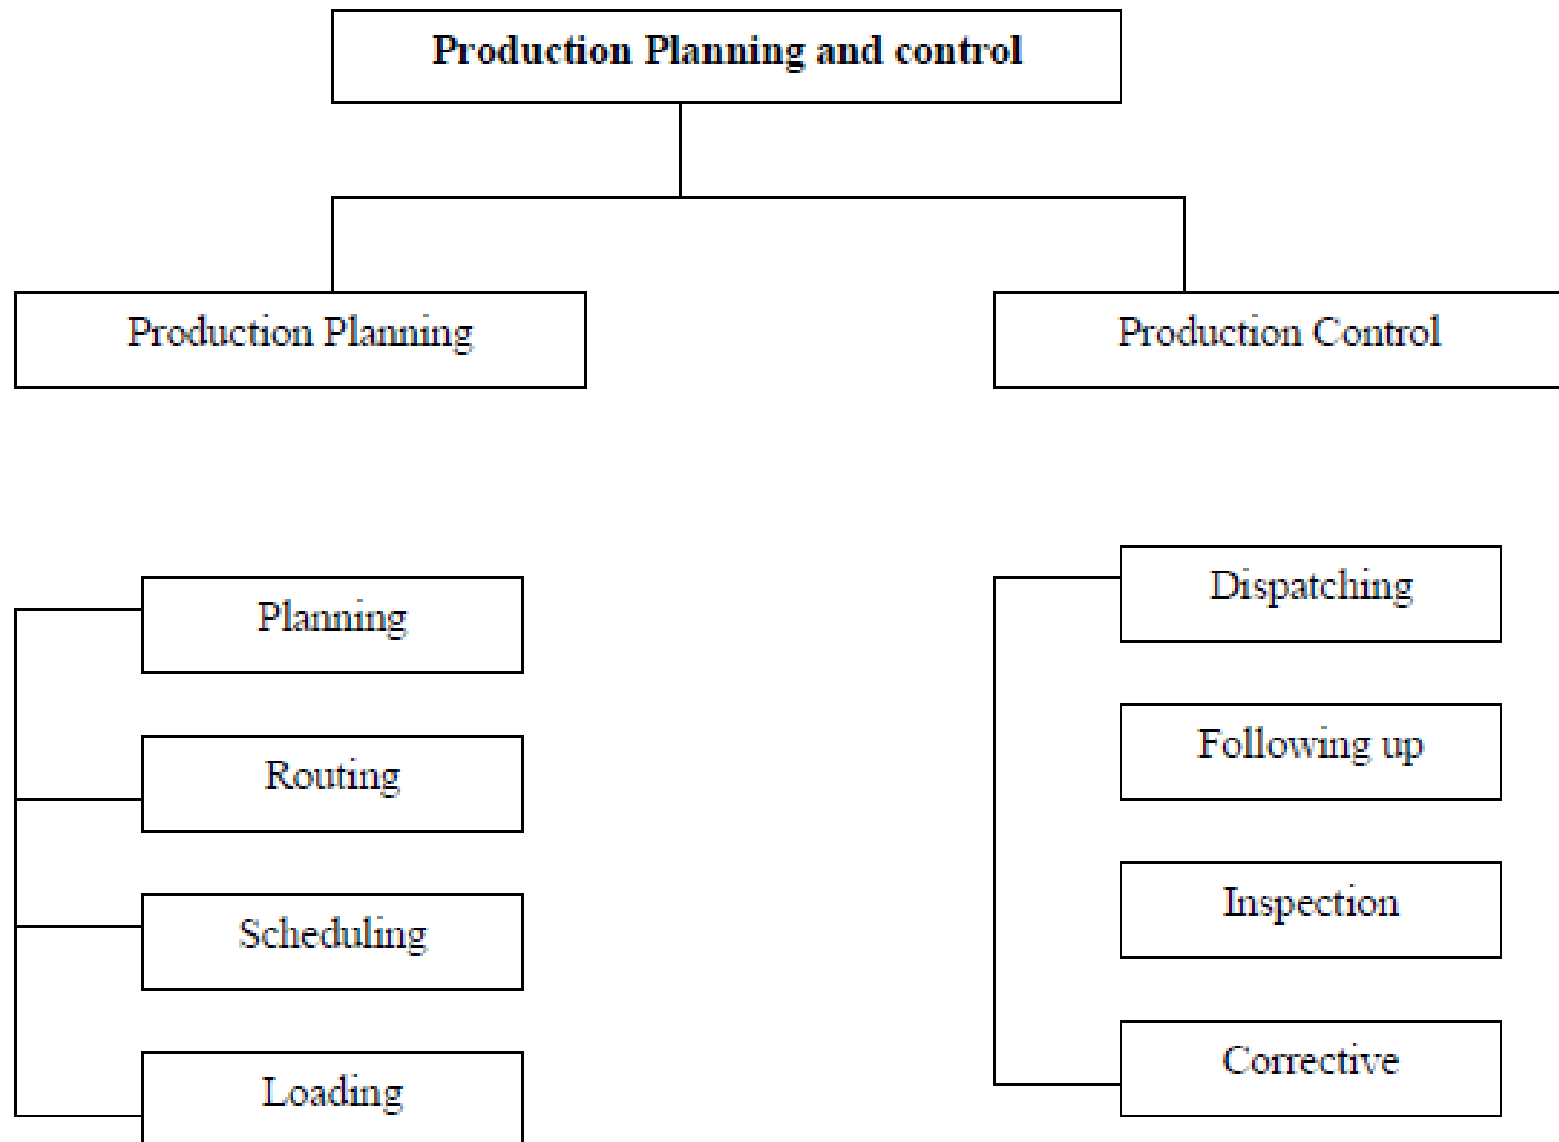 Production Planning and control
Production Planning
Production Control
Planning
Routing
Scheduling
Loading
Dispatching
Following up
Inspection
Corrective